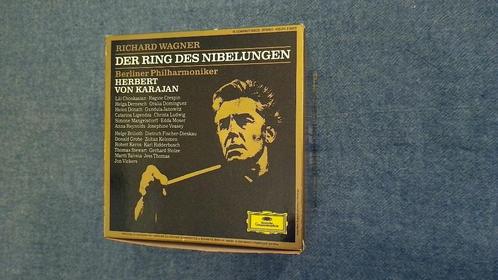 RICHARD WAGNER
DER RING DES NIBELUNGEN
Berliner Philharmoniker
HERBERT
VON KARAJAN
Lili Chookasian · Régine Crespin
Helga Dernesch · Oralia Dominguez
Helen Donath · Gundula Janowitz
Catarina Ligendza · Christa Ludwig
Simone Mangelsdorff · Edda Moser
Anna Reynolds · Josephine Veasey
Helge Brilioth · Dietrich Fischer-Dieskau
Donald Grobe · Zoltan Kelemen
Robert Kerns · Karl Ridderbusch
Thomas Stewart · Gerhard Stolze
Martti Talvela · Jess Thomas
Jon Vickers
Deutsche
Grammophon